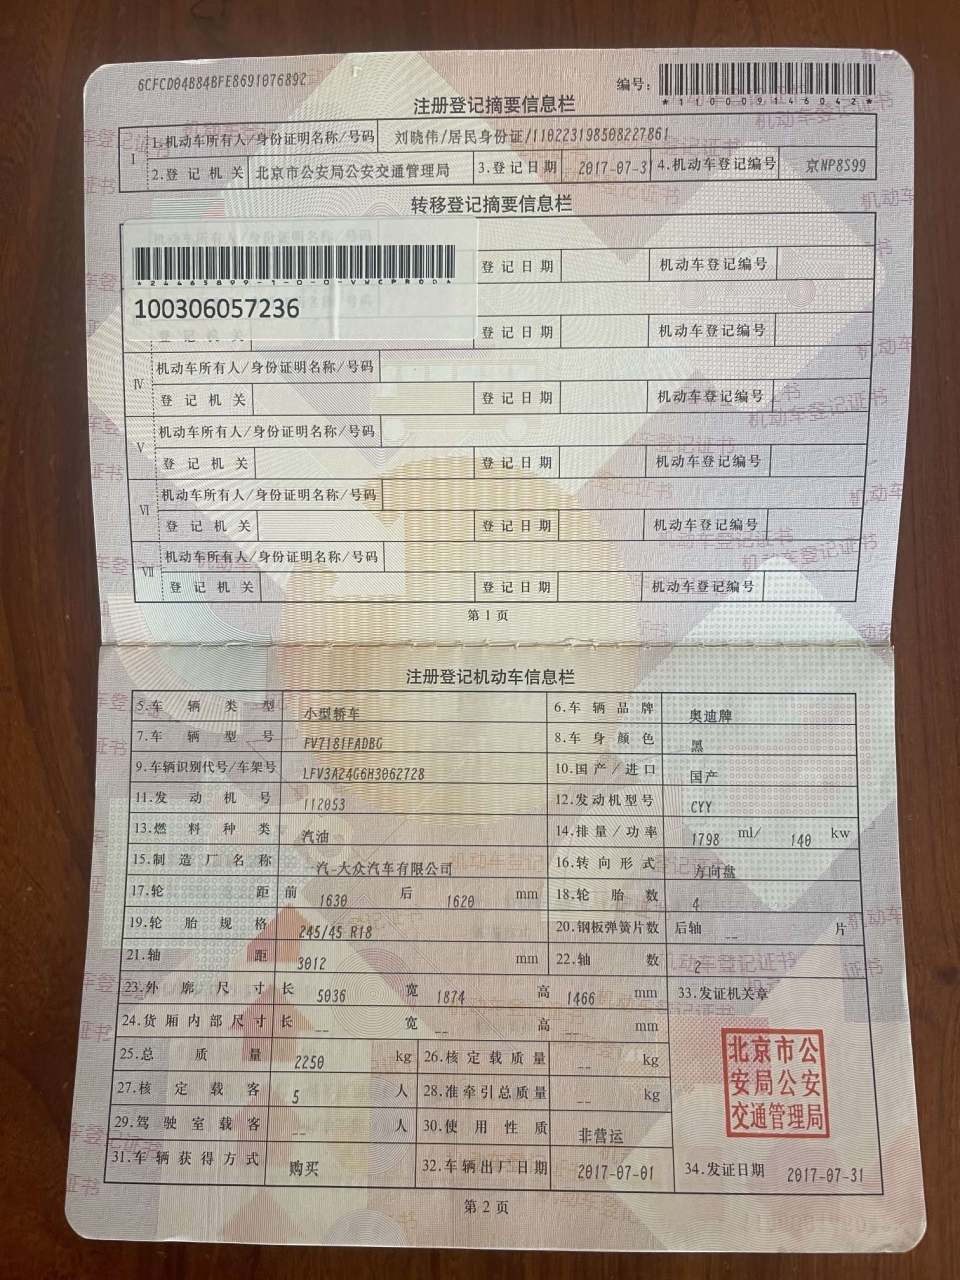 6CFCD04B84BFE8691076892
编号:
*110009146042*
注册登记摘要信息栏
Ⅰ 1.机动车所有人/身份证明名称/号码 刘晓伟/居民身份证/110223198508227861
2.登记机关 北京市公安局公安交通管理局 3.登记日期 2017-07-31 4.机动车登记编号 京NP8S99
转移登记摘要信息栏
机动车所有人/身份证明名称/号码
登记日期 机动车登记编号
*24465899-1-0-0-VWCPROD*
100306057236
登记机关 登记日期 机动车登记编号
Ⅳ 机动车所有人/身份证明名称/号码
登记机关 登记日期 机动车登记编号
Ⅴ 机动车所有人/身份证明名称/号码
登记机关 登记日期 机动车登记编号
Ⅵ 机动车所有人/身份证明名称/号码
登记机关 登记日期 机动车登记编号
Ⅶ 机动车所有人/身份证明名称/号码
登记机关 登记日期 机动车登记编号
第1页
注册登记机动车信息栏
5.车辆类型 小型轿车 6.车辆品牌 奥迪牌
7.车辆型号 FV7181FADBG 8.车身颜色 黑
9.车辆识别代号/车架号 LFV3A24G6H3062728 10.国产/进口 国产
11.发动机号 112053 12.发动机型号 CYY
13.燃料种类 汽油 14.排量/功率 1798 ml/ 140 kw
15.制造厂名称 一汽-大众汽车有限公司 16.转向形式 方向盘
17.轮距 前 1630 后 1620 mm 18.轮胎数 4
19.轮胎规格 245/45 R18 20.钢板弹簧片数 后轴 -- 片
21.轴距 3012 mm 22.轴数 2
23.外廓尺寸 长 5036 宽 1874 高 1466 mm 33.发证机关章
24.货厢内部尺寸 长 -- 宽 -- 高 -- mm
25.总质量 2250 kg 26.核定载质量 -- kg
27.核定载客 5 人 28.准牵引总质量 -- kg
29.驾驶室载客 -- 人 30.使用性质 非营运
31.车辆获得方式 购买 32.车辆出厂日期 2017-07-01 34.发证日期 2017-07-31
北京市公
安局公安
交通管理局
第2页